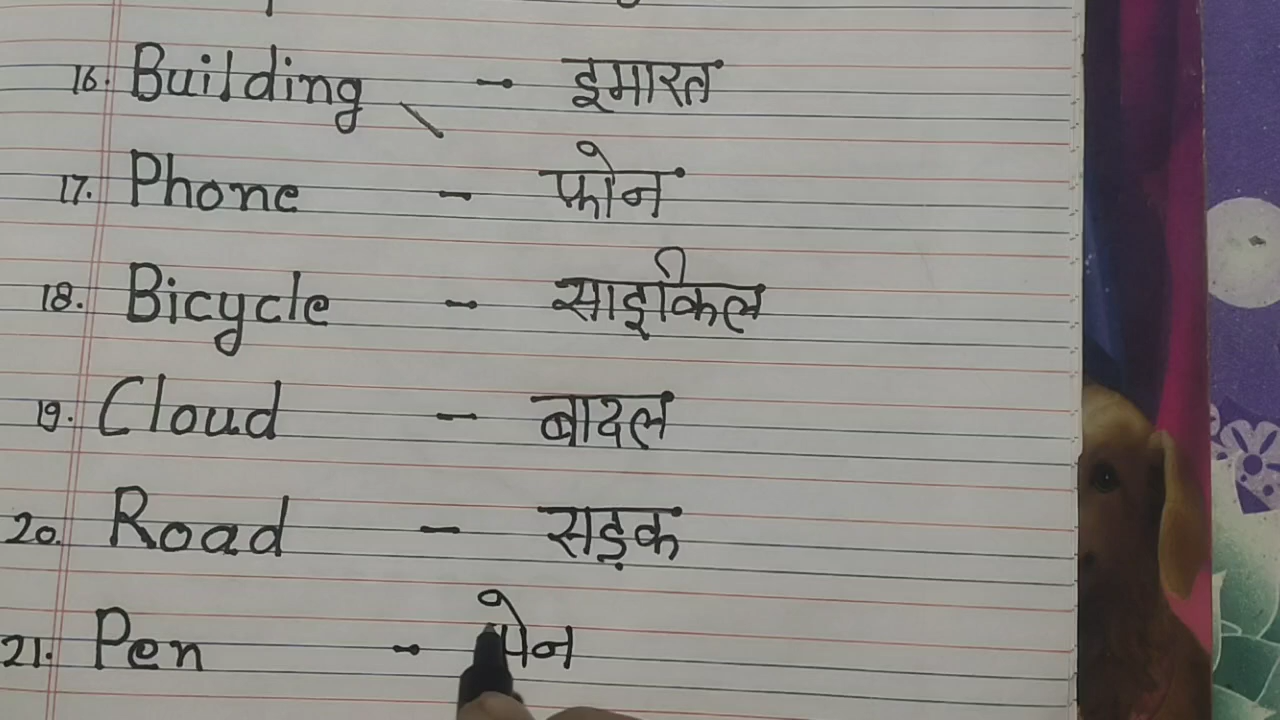 16. Building - इमारत
17. Phone - फोन
18. Bicycle - साइकिल
19. Cloud - बादल
20. Road - सड़क
21. Pen - पेन